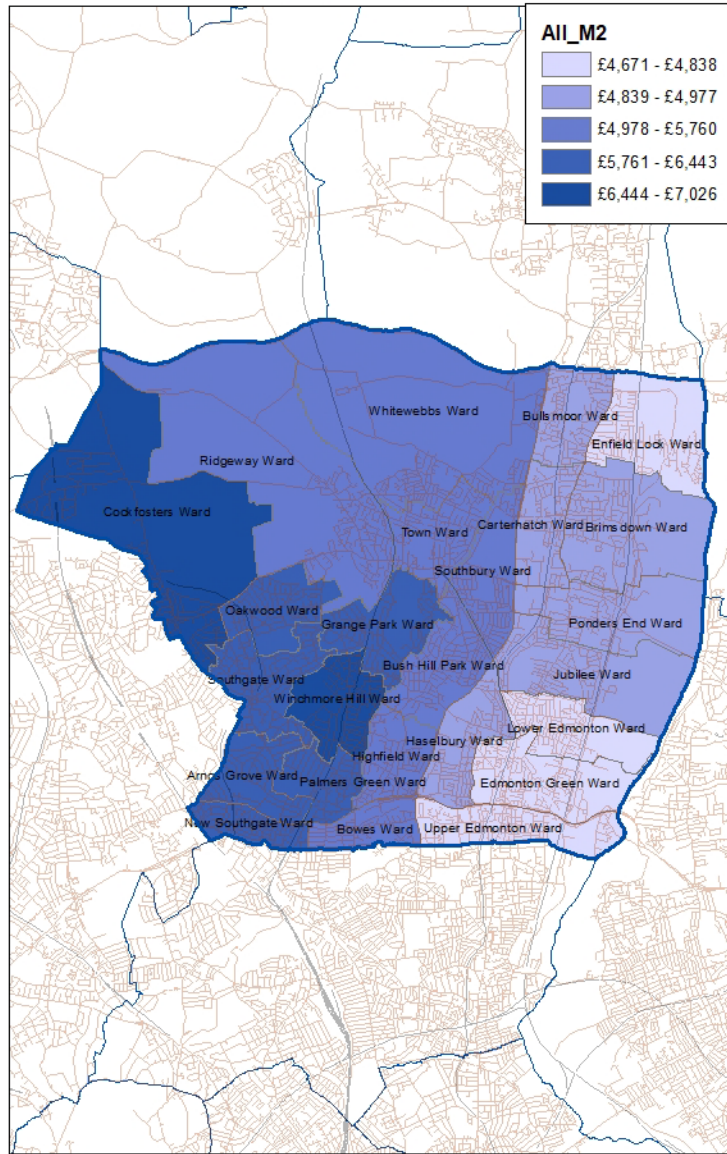 All_M2
£4,671 - £4,838
£4,839 - £4,977
£4,978 - £5,760
£5,761 - £6,443
£6,444 - £7,026
Whitewebbs Ward
Bullsmoor Ward
Enfield Lock Ward
Ridgeway Ward
Cockfosters Ward
Town Ward
Carterhatch Ward
Brimsdown Ward
Southbury Ward
Oakwood Ward
Grange Park Ward
Ponders End Ward
Bush Hill Park Ward
Jubilee Ward
Southgate Ward
Winchmore Hill Ward
Lower Edmonton Ward
Haselbury Ward
Highfield Ward
Arnos Grove Ward
Palmers Green Ward
Edmonton Green Ward
New Southgate Ward
Bowes Ward
Upper Edmonton Ward